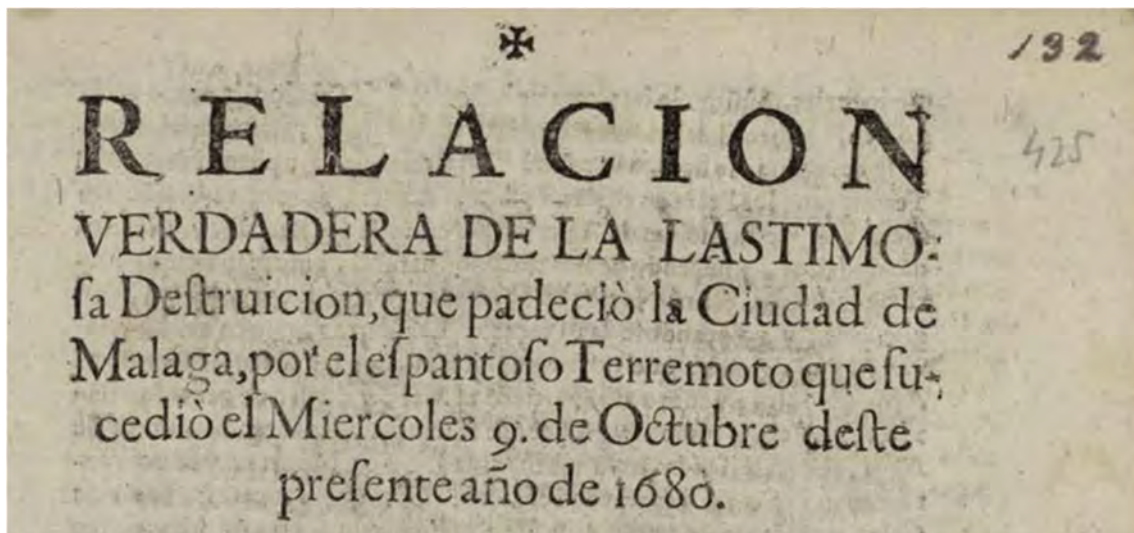 ✠
132
RELACION
425
VERDADERA DE LA LASTIMO-
ſa Deſtruicion, que padeciò la Ciudad de
Malaga, por el eſpantoſo Terremoto que ſu-
cediò el Miercoles 9. de Octubre deſte
preſente año de 1680.